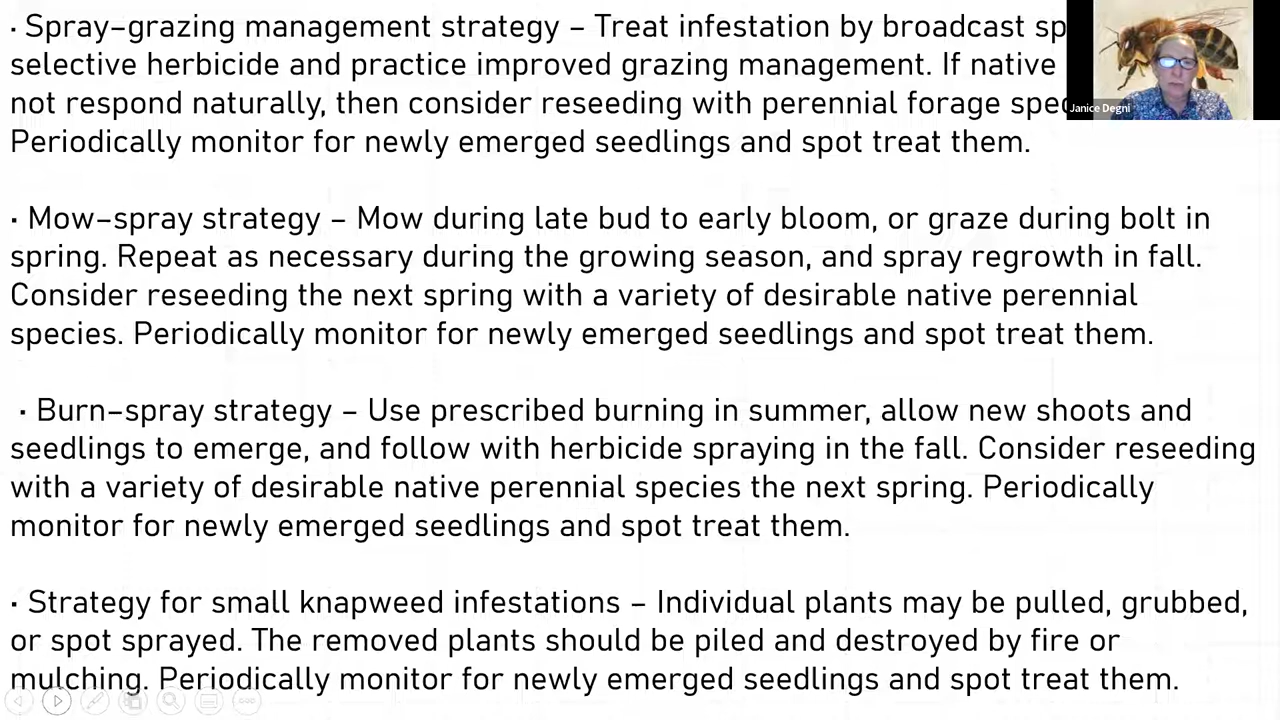 · Spray–grazing management strategy – Treat infestation by broadcast
selective herbicide and practice improved grazing management. If native
not respond naturally, then consider reseeding with perennial forage
Periodically monitor for newly emerged seedlings and spot treat them.
· Mow–spray strategy – Mow during late bud to early bloom, or graze during bolt in
spring. Repeat as necessary during the growing season, and spray regrowth in fall.
Consider reseeding the next spring with a variety of desirable native perennial
species. Periodically monitor for newly emerged seedlings and spot treat them.
· Burn–spray strategy – Use prescribed burning in summer, allow new shoots and
seedlings to emerge, and follow with herbicide spraying in the fall. Consider reseeding
with a variety of desirable native perennial species the next spring. Periodically
monitor for newly emerged seedlings and spot treat them.
· Strategy for small knapweed infestations – Individual plants may be pulled, grubbed,
or spot sprayed. The removed plants should be piled and destroyed by fire or
mulching. Periodically monitor for newly emerged seedlings and spot treat them.
Janice Degni